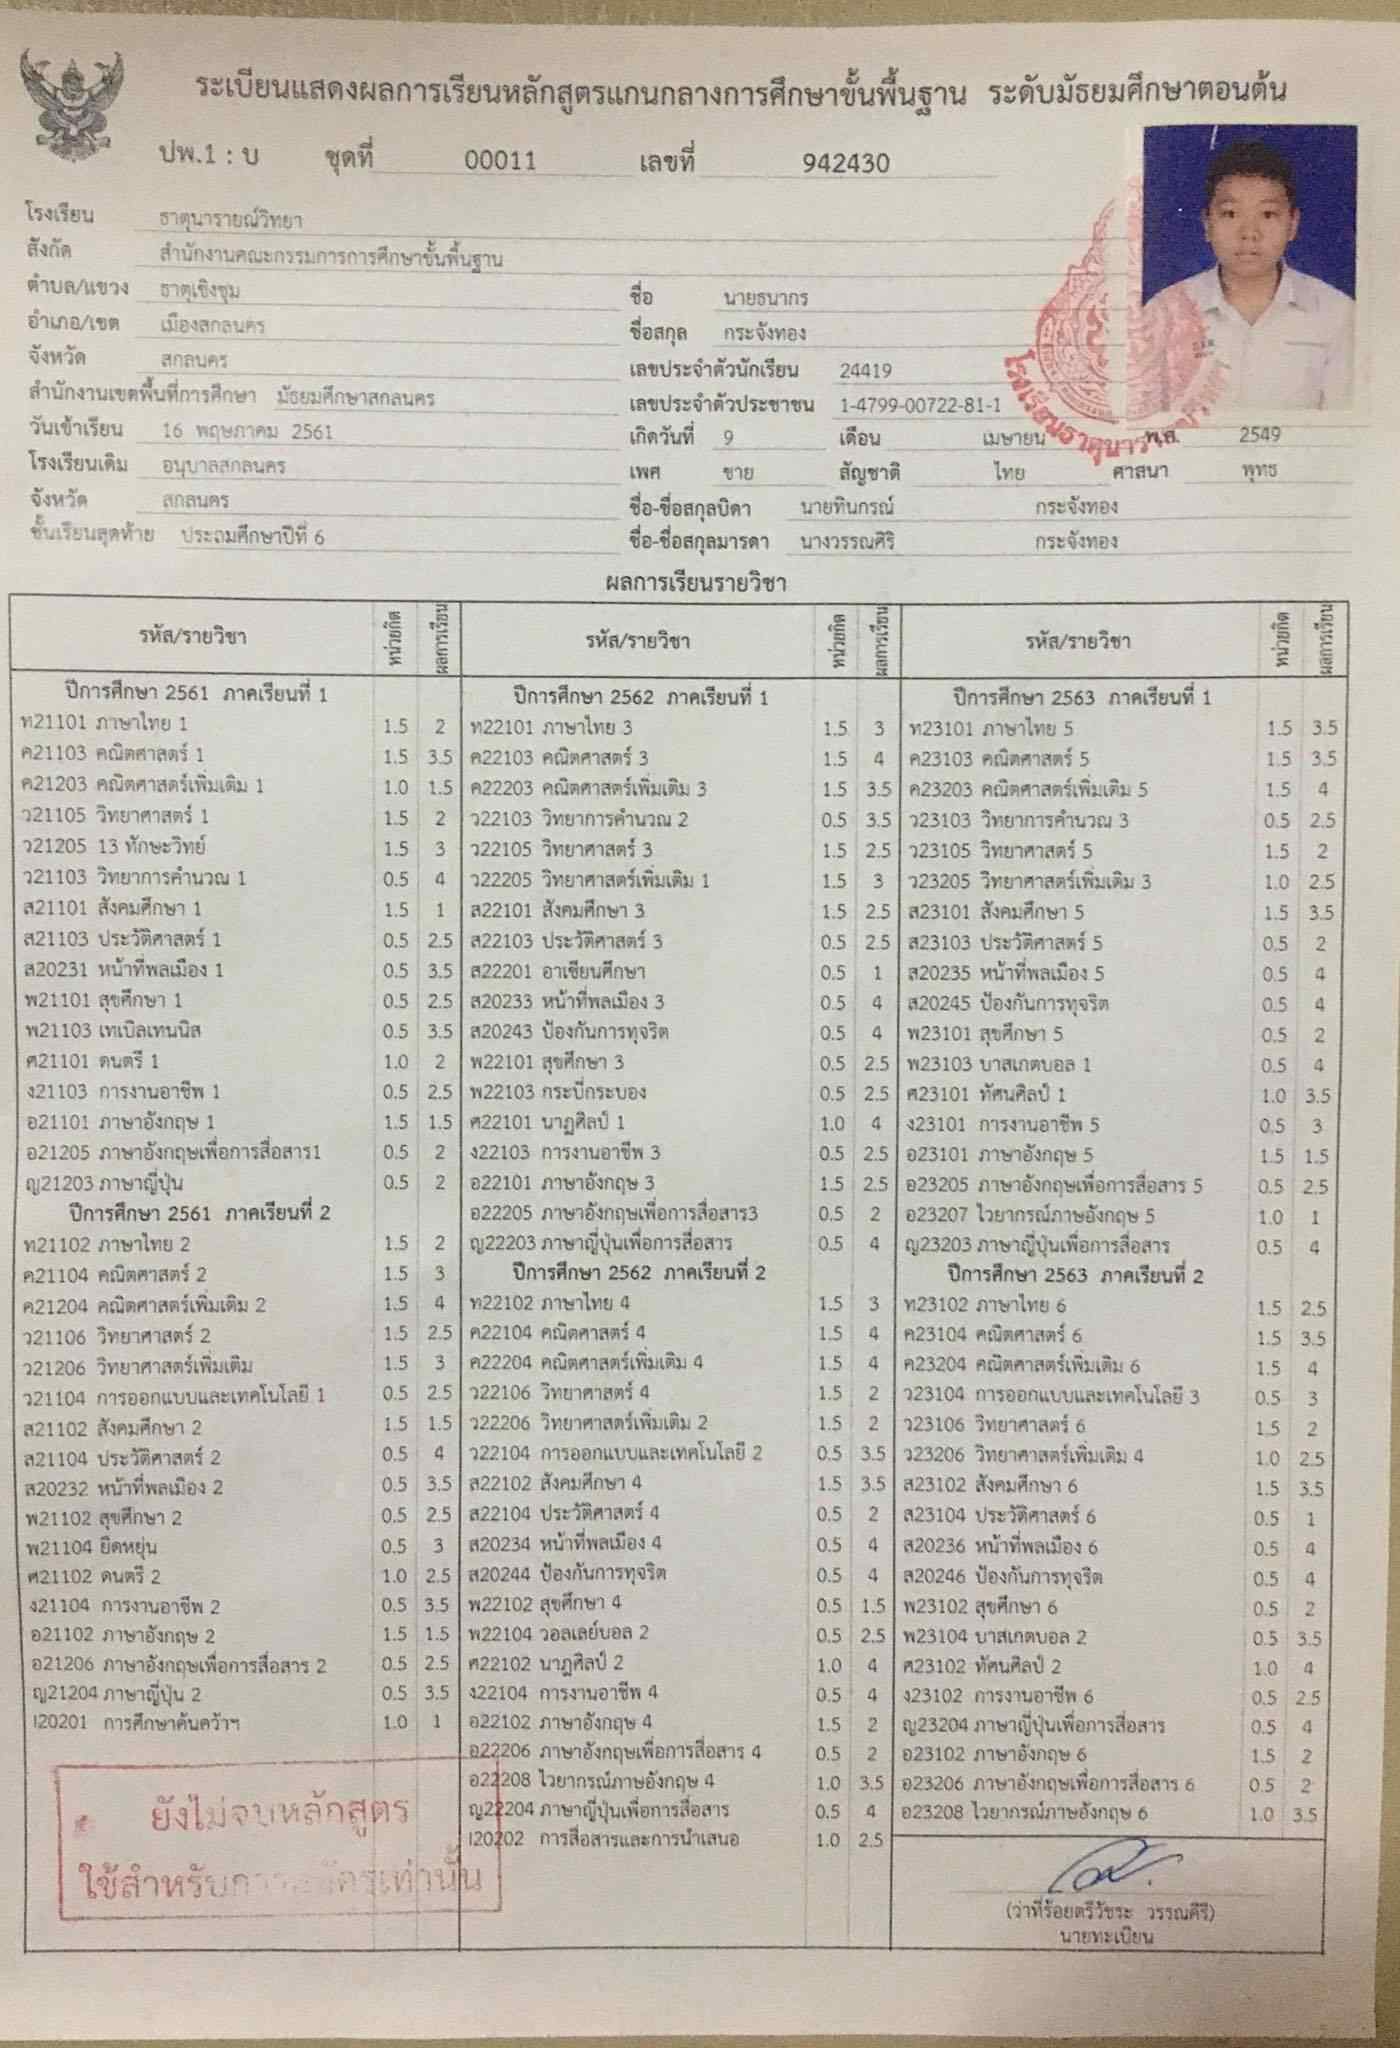 ระเบียนแสดงผลการเรียนหลักสูตรแกนกลางการศึกษาขั้นพื้นฐาน ระดับมัธยมศึกษาตอนต้น
ปพ.1 : บ ชุดที่ 00011 เลขที่ 942430
โรงเรียน ธาตุนารายณ์วิทยา
สังกัด สำนักงานคณะกรรมการการศึกษาขั้นพื้นฐาน
ตำบล/แขวง ธาตุเชิงชุม
อำเภอ/เขต เมืองสกลนคร
จังหวัด สกลนคร
สำนักงานเขตพื้นที่การศึกษา มัธยมศึกษาสกลนคร
วันเข้าเรียน 16 พฤษภาคม 2561
โรงเรียนเดิม อนุบาลสกลนคร
จังหวัด สกลนคร
ชั้นเรียนสุดท้าย ประถมศึกษาปีที่ 6
ชื่อ นายธนากร
ชื่อสกุล กระจังทอง
เลขประจำตัวนักเรียน 24419
เลขประจำตัวประชาชน 1-4799-00722-81-1
เกิดวันที่ 9 เดือน เมษายน พ.ศ. 2549
เพศ ชาย สัญชาติ ไทย ศาสนา พุทธ
ชื่อ-ชื่อสกุลบิดา นายทินกรณ์ กระจังทอง
ชื่อ-ชื่อสกุลมารดา นางวรรณศิริ กระจังทอง
ผลการเรียนรายวิชา
รหัส/รายวิชา หน่วยกิต ผลการเรียน
ปีการศึกษา 2561 ภาคเรียนที่ 1
ท21101 ภาษาไทย 1 1.5 2
ค21103 คณิตศาสตร์ 1 1.5 3.5
ค21203 คณิตศาสตร์เพิ่มเติม 1 1.0 1.5
ว21105 วิทยาศาสตร์ 1 1.5 2
ว21205 13 ทักษะวิทย์ 1.5 3
ว21103 วิทยาการคำนวณ 1 0.5 4
ส21101 สังคมศึกษา 1 1.5 1
ส21103 ประวัติศาสตร์ 1 0.5 2.5
ส20231 หน้าที่พลเมือง 1 0.5 3.5
พ21101 สุขศึกษา 1 0.5 2.5
พ21103 เทเบิลเทนนิส 0.5 3.5
ศ21101 ดนตรี 1 1.0 2
ง21103 การงานอาชีพ 1 0.5 2.5
อ21101 ภาษาอังกฤษ 1 1.5 1.5
อ21205 ภาษาอังกฤษเพื่อการสื่อสาร1 0.5 2
ญ21203 ภาษาญี่ปุ่น 0.5 2
ปีการศึกษา 2561 ภาคเรียนที่ 2
ท21102 ภาษาไทย 2 1.5 2
ค21104 คณิตศาสตร์ 2 1.5 3
ค21204 คณิตศาสตร์เพิ่มเติม 2 1.5 4
ว21106 วิทยาศาสตร์ 2 1.5 2.5
ว21206 วิทยาศาสตร์เพิ่มเติม 1.5 3
ว21104 การออกแบบและเทคโนโลยี 1 0.5 2.5
ส21102 สังคมศึกษา 2 1.5 1.5
ส21104 ประวัติศาสตร์ 2 0.5 4
ส20232 หน้าที่พลเมือง 2 0.5 3.5
พ21102 สุขศึกษา 2 0.5 2.5
พ21104 ยืดหยุ่น 0.5 3
ศ21102 ดนตรี 2 1.0 2.5
ง21104 การงานอาชีพ 2 0.5 3.5
อ21102 ภาษาอังกฤษ 2 1.5 1.5
อ21206 ภาษาอังกฤษเพื่อการสื่อสาร 2 0.5 2.5
ญ21204 ภาษาญี่ปุ่น 2 0.5 3.5
I20201 การศึกษาค้นคว้าฯ 1.0 1
ยังไม่จบหลักสูตร
ใช้สำหรับการสมัครเท่านั้น
รหัส/รายวิชา หน่วยกิต ผลการเรียน
ปีการศึกษา 2562 ภาคเรียนที่ 1
ท22101 ภาษาไทย 3 1.5 3
ค22103 คณิตศาสตร์ 3 1.5 4
ค22203 คณิตศาสตร์เพิ่มเติม 3 1.5 3.5
ว22103 วิทยาการคำนวณ 2 0.5 3.5
ว22105 วิทยาศาสตร์ 3 1.5 2.5
ว22205 วิทยาศาสตร์เพิ่มเติม 1 1.5 3
ส22101 สังคมศึกษา 3 1.5 2.5
ส22103 ประวัติศาสตร์ 3 0.5 2.5
ส22201 อาเซียนศึกษา 0.5 1
ส20233 หน้าที่พลเมือง 3 0.5 4
ส20243 ป้องกันการทุจริต 0.5 4
พ22101 สุขศึกษา 3 0.5 2.5
พ22103 กระบี่กระบอง 0.5 2.5
ศ22101 นาฏศิลป์ 1 1.0 4
ง22103 การงานอาชีพ 3 0.5 2.5
อ22101 ภาษาอังกฤษ 3 1.5 2.5
อ22205 ภาษาอังกฤษเพื่อการสื่อสาร3 0.5 2
ญ22203 ภาษาญี่ปุ่นเพื่อการสื่อสาร 0.5 4
ปีการศึกษา 2562 ภาคเรียนที่ 2
ท22102 ภาษาไทย 4 1.5 3
ค22104 คณิตศาสตร์ 4 1.5 4
ค22204 คณิตศาสตร์เพิ่มเติม 4 1.5 4
ว22106 วิทยาศาสตร์ 4 1.5 2
ว22206 วิทยาศาสตร์เพิ่มเติม 2 1.5 2
ว22104 การออกแบบและเทคโนโลยี 2 0.5 3.5
ส22102 สังคมศึกษา 4 1.5 3.5
ส22104 ประวัติศาสตร์ 4 0.5 2
ส20234 หน้าที่พลเมือง 4 0.5 4
ส20244 ป้องกันการทุจริต 0.5 4
พ22102 สุขศึกษา 4 0.5 1.5
พ22104 วอลเลย์บอล 2 0.5 2.5
ศ22102 นาฏศิลป์ 2 1.0 4
ง22104 การงานอาชีพ 4 0.5 4
อ22102 ภาษาอังกฤษ 4 1.5 2
อ22206 ภาษาอังกฤษเพื่อการสื่อสาร 4 0.5 2
อ22208 ไวยากรณ์ภาษอังกฤษ 4 1.0 3.5
ญ22204 ภาษาญี่ปุ่นเพื่อการสื่อสาร 0.5 4
I20202 การสื่อสารและการนำเสนอ 1.0 2.5
รหัส/รายวิชา หน่วยกิต ผลการเรียน
ปีการศึกษา 2563 ภาคเรียนที่ 1
ท23101 ภาษาไทย 5 1.5 3.5
ค23103 คณิตศาสตร์ 5 1.5 3.5
ค23203 คณิตศาสตร์เพิ่มเติม 5 1.5 4
ว23103 วิทยาการคำนวณ 3 0.5 2.5
ว23105 วิทยาศาสตร์ 5 1.5 2
ว23205 วิทยาศาสตร์เพิ่มเติม 3 1.0 2.5
ส23101 สังคมศึกษา 5 1.5 3.5
ส23103 ประวัติศาสตร์ 5 0.5 2
ส20235 หน้าที่พลเมือง 5 0.5 4
ส20245 ป้องกันการทุจริต 0.5 4
พ23101 สุขศึกษา 5 0.5 2
พ23103 บาสเกตบอล 1 0.5 4
ศ23101 ทัศนศิลป์ 1 1.0 3.5
ง23101 การงานอาชีพ 5 0.5 3
อ23101 ภาษาอังกฤษ 5 1.5 1.5
อ23205 ภาษาอังกฤษเพื่อการสื่อสาร 5 0.5 2.5
อ23207 ไวยากรณ์ภาษอังกฤษ 5 1.0 1
ญ23203 ภาษาญี่ปุ่นเพื่อการสื่อสาร 0.5 4
ปีการศึกษา 2563 ภาคเรียนที่ 2
ท23102 ภาษาไทย 6 1.5 2.5
ค23104 คณิตศาสตร์ 6 1.5 3.5
ค23204 คณิตศาสตร์เพิ่มเติม 6 1.5 4
ว23104 การออกแบบและเทคโนโลยี 3 0.5 3
ว23106 วิทยาศาสตร์ 6 1.5 2
ว23206 วิทยาศาสตร์เพิ่มเติม 4 1.0 2.5
ส23102 สังคมศึกษา 6 1.5 3.5
ส23104 ประวัติศาสตร์ 6 0.5 1
ส20236 หน้าที่พลเมือง 6 0.5 4
ส20246 ป้องกันการทุจริต 0.5 4
พ23102 สุขศึกษา 6 0.5 2
พ23104 บาสเกตบอล 2 0.5 3.5
ศ23102 ทัศนศิลป์ 2 1.0 4
ง23102 การงานอาชีพ 6 0.5 2.5
ญ23204 ภาษาญี่ปุ่นเพื่อการสื่อสาร 0.5 4
อ23102 ภาษาอังกฤษ 6 1.5 2
อ23206 ภาษาอังกฤษเพื่อการสื่อสาร 6 0.5 2
อ23208 ไวยากรณ์ภาษอังกฤษ 6 1.0 3.5
(ว่าที่ร้อยตรีวัชระ วรรณคีรี)
นายทะเบียน